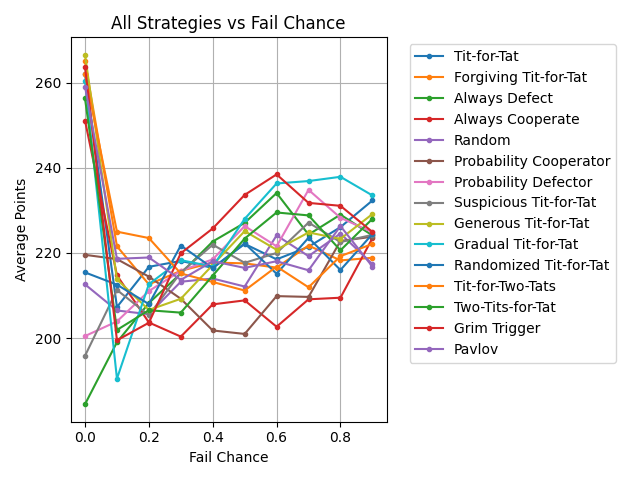 All Strategies vs Fail Chance
Average Points
260
240
220
200
0.0
0.2
0.4
0.6
0.8
Fail Chance
Tit-for-Tat
Forgiving Tit-for-Tat
Always Defect
Always Cooperate
Random
Probability Cooperator
Probability Defector
Suspicious Tit-for-Tat
Generous Tit-for-Tat
Gradual Tit-for-Tat
Randomized Tit-for-Tat
Tit-for-Two-Tats
Two-Tits-for-Tat
Grim Trigger
Pavlov